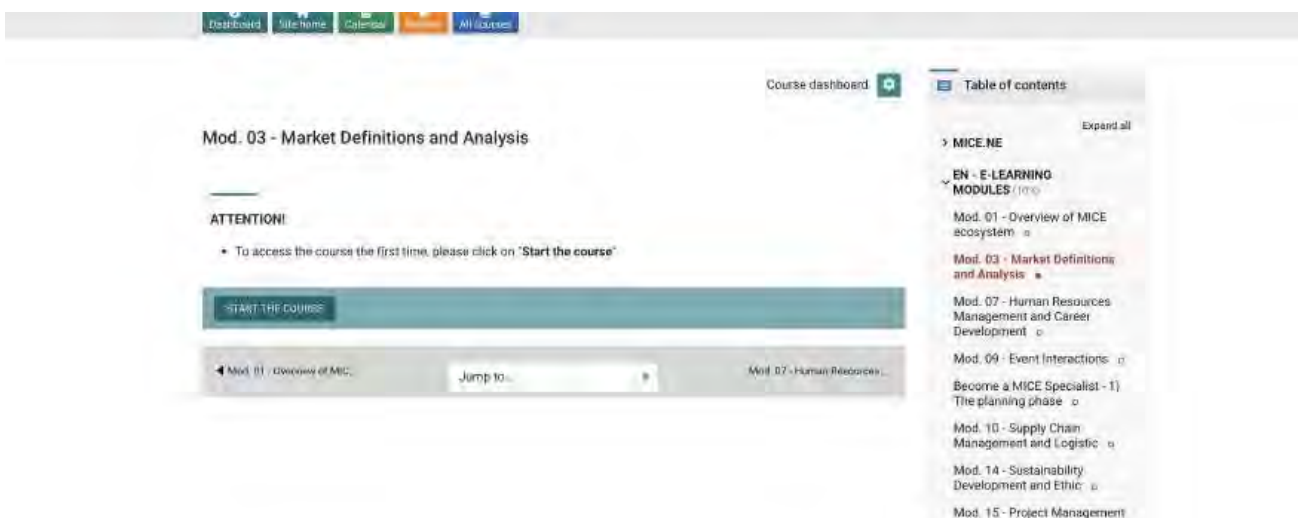 Dashboard Site home Calendar All courses
Course dashboard
Mod. 03 - Market Definitions and Analysis
ATTENTION!
• To access the course the first time, please click on "Start the course"
START THE COURSE
◄ Mod. 01 - Overview of MIC...
Jump to...
Mod. 07 - Human Resources...
Table of contents
Expand all
> MICE.NE
EN - E-LEARNING
MODULES
Mod. 01 - Overview of MICE
ecosystem
Mod. 03 - Market Definitions
and Analysis
Mod. 07 - Human Resources
Management and Career
Development
Mod. 09 - Event Interactions
Become a MICE Specialist - 1)
The planning phase
Mod. 10 - Supply Chain
Management and Logistic
Mod. 14 - Sustainability
Development and Ethic
Mod. 15 - Project Management